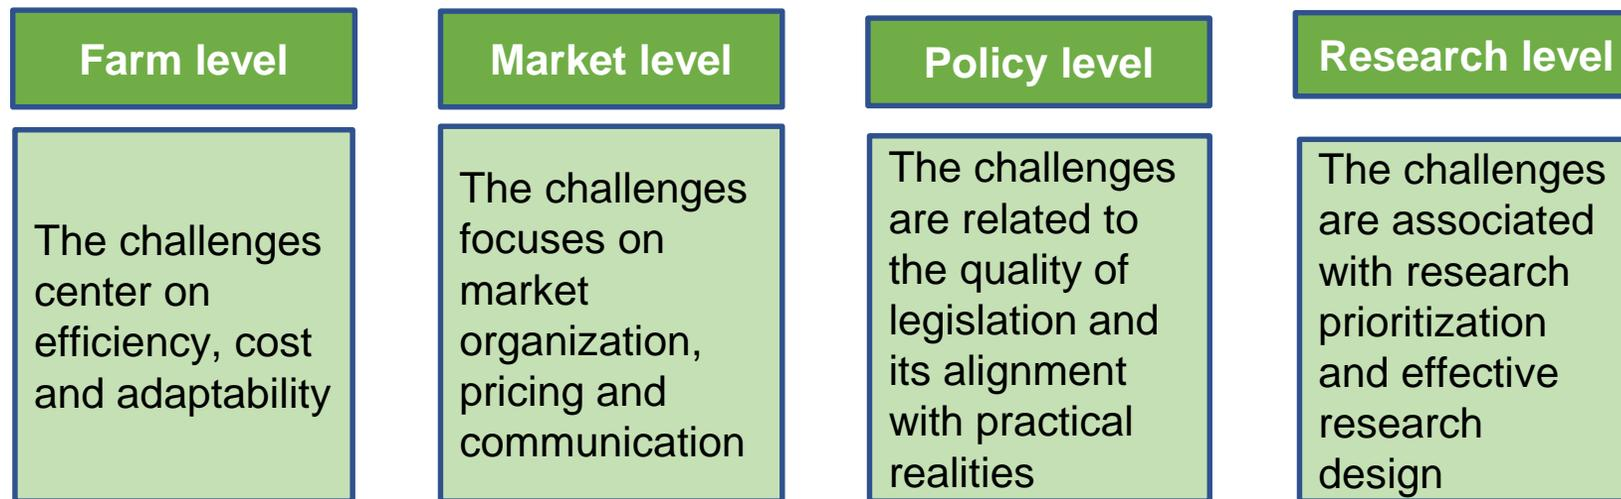 Farm level
The challenges
center on
efficiency, cost
and adaptability
Market level
The challenges
focuses on
market
organization,
pricing and
communication
Policy level
The challenges
are related to
the quality of
legislation and
its alignment
with practical
realities
Research level
The challenges
are associated
with research
prioritization
and effective
research
design